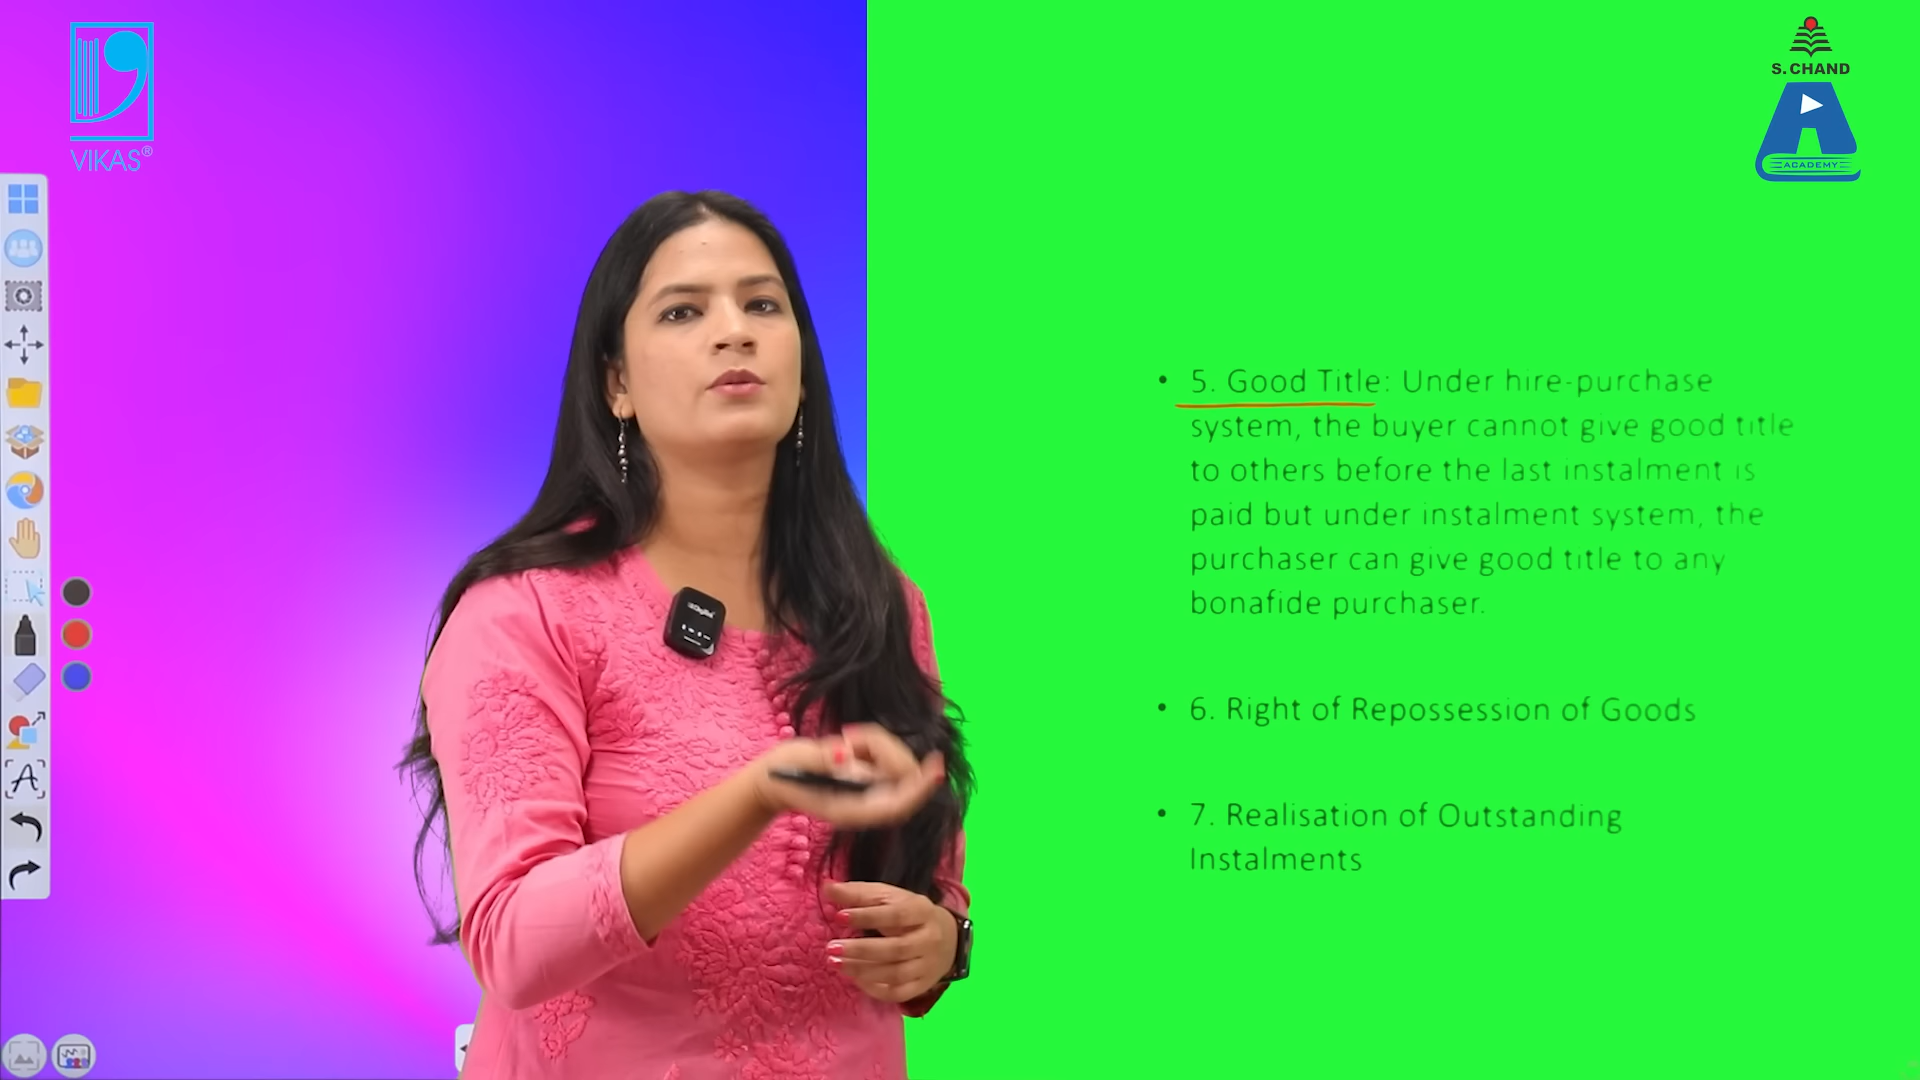 VIKAS®
S. CHAND
ACADEMY
• 5. Good Title: Under hire-purchase
system, the buyer cannot give good title
to others before the last instalment is
paid but under instalment system, the
purchaser can give good title to any
bonafide purchaser.
• 6. Right of Repossession of Goods
• 7. Realisation of Outstanding
Instalments